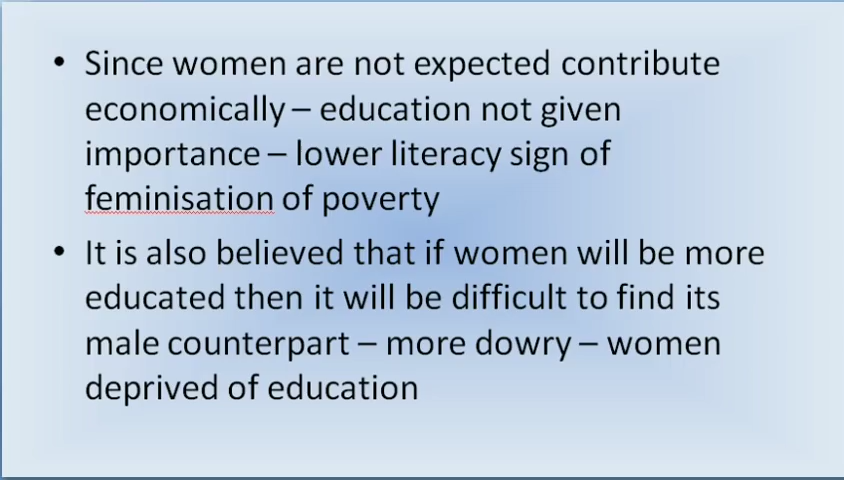 • Since women are not expected contribute
economically – education not given
importance – lower literacy sign of
feminisation of poverty
• It is also believed that if women will be more
educated then it will be difficult to find its
male counterpart – more dowry – women
deprived of education